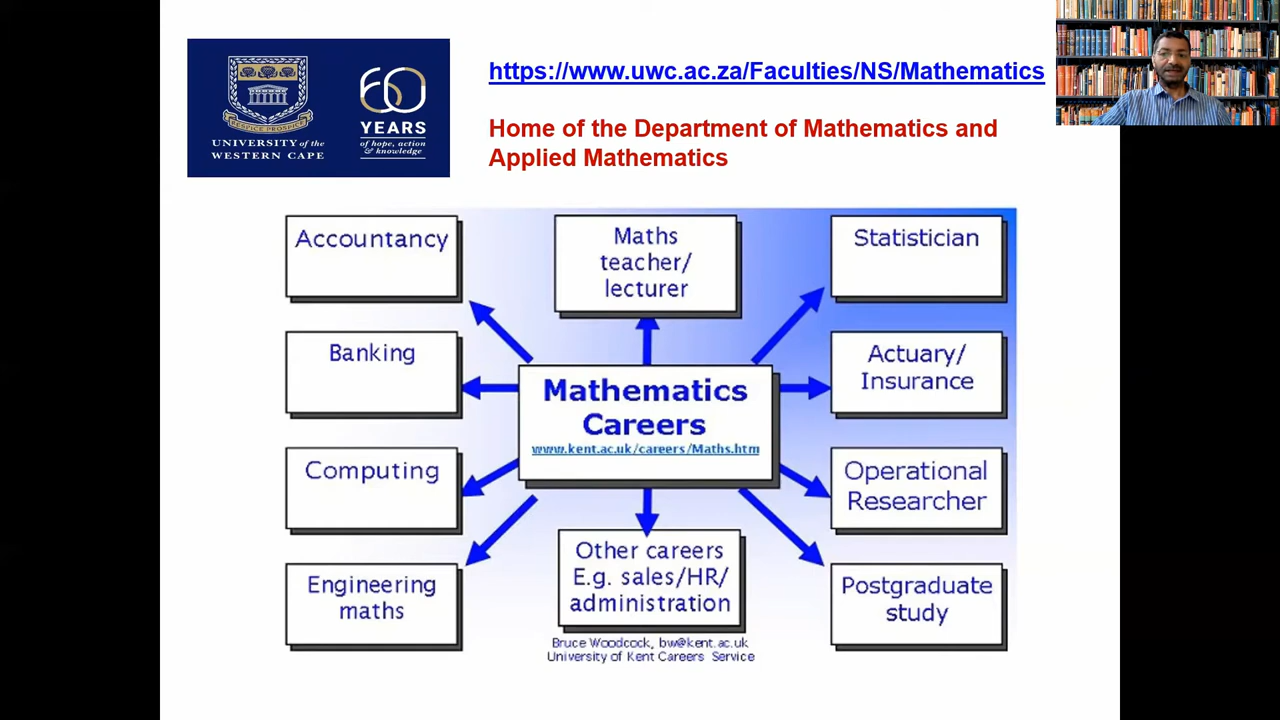 https://www.uwc.ac.za/Faculties/NS/Mathematics
Home of the Department of Mathematics and
Applied Mathematics
RESPICE PROSPICE
UNIVERSITY of the
WESTERN CAPE
60
YEARS
of hope, action
& knowledge
Accountancy
Maths
teacher/
lecturer
Statistician
Banking
Actuary/
Insurance
Mathematics
Careers
www.kent.ac.uk/careers/Maths.htm
Computing
Operational
Researcher
Engineering
maths
Other careers
E.g. sales/HR/
administration
Postgraduate
study
Bruce Woodcock, bw@kent.ac.uk
University of Kent Careers Service